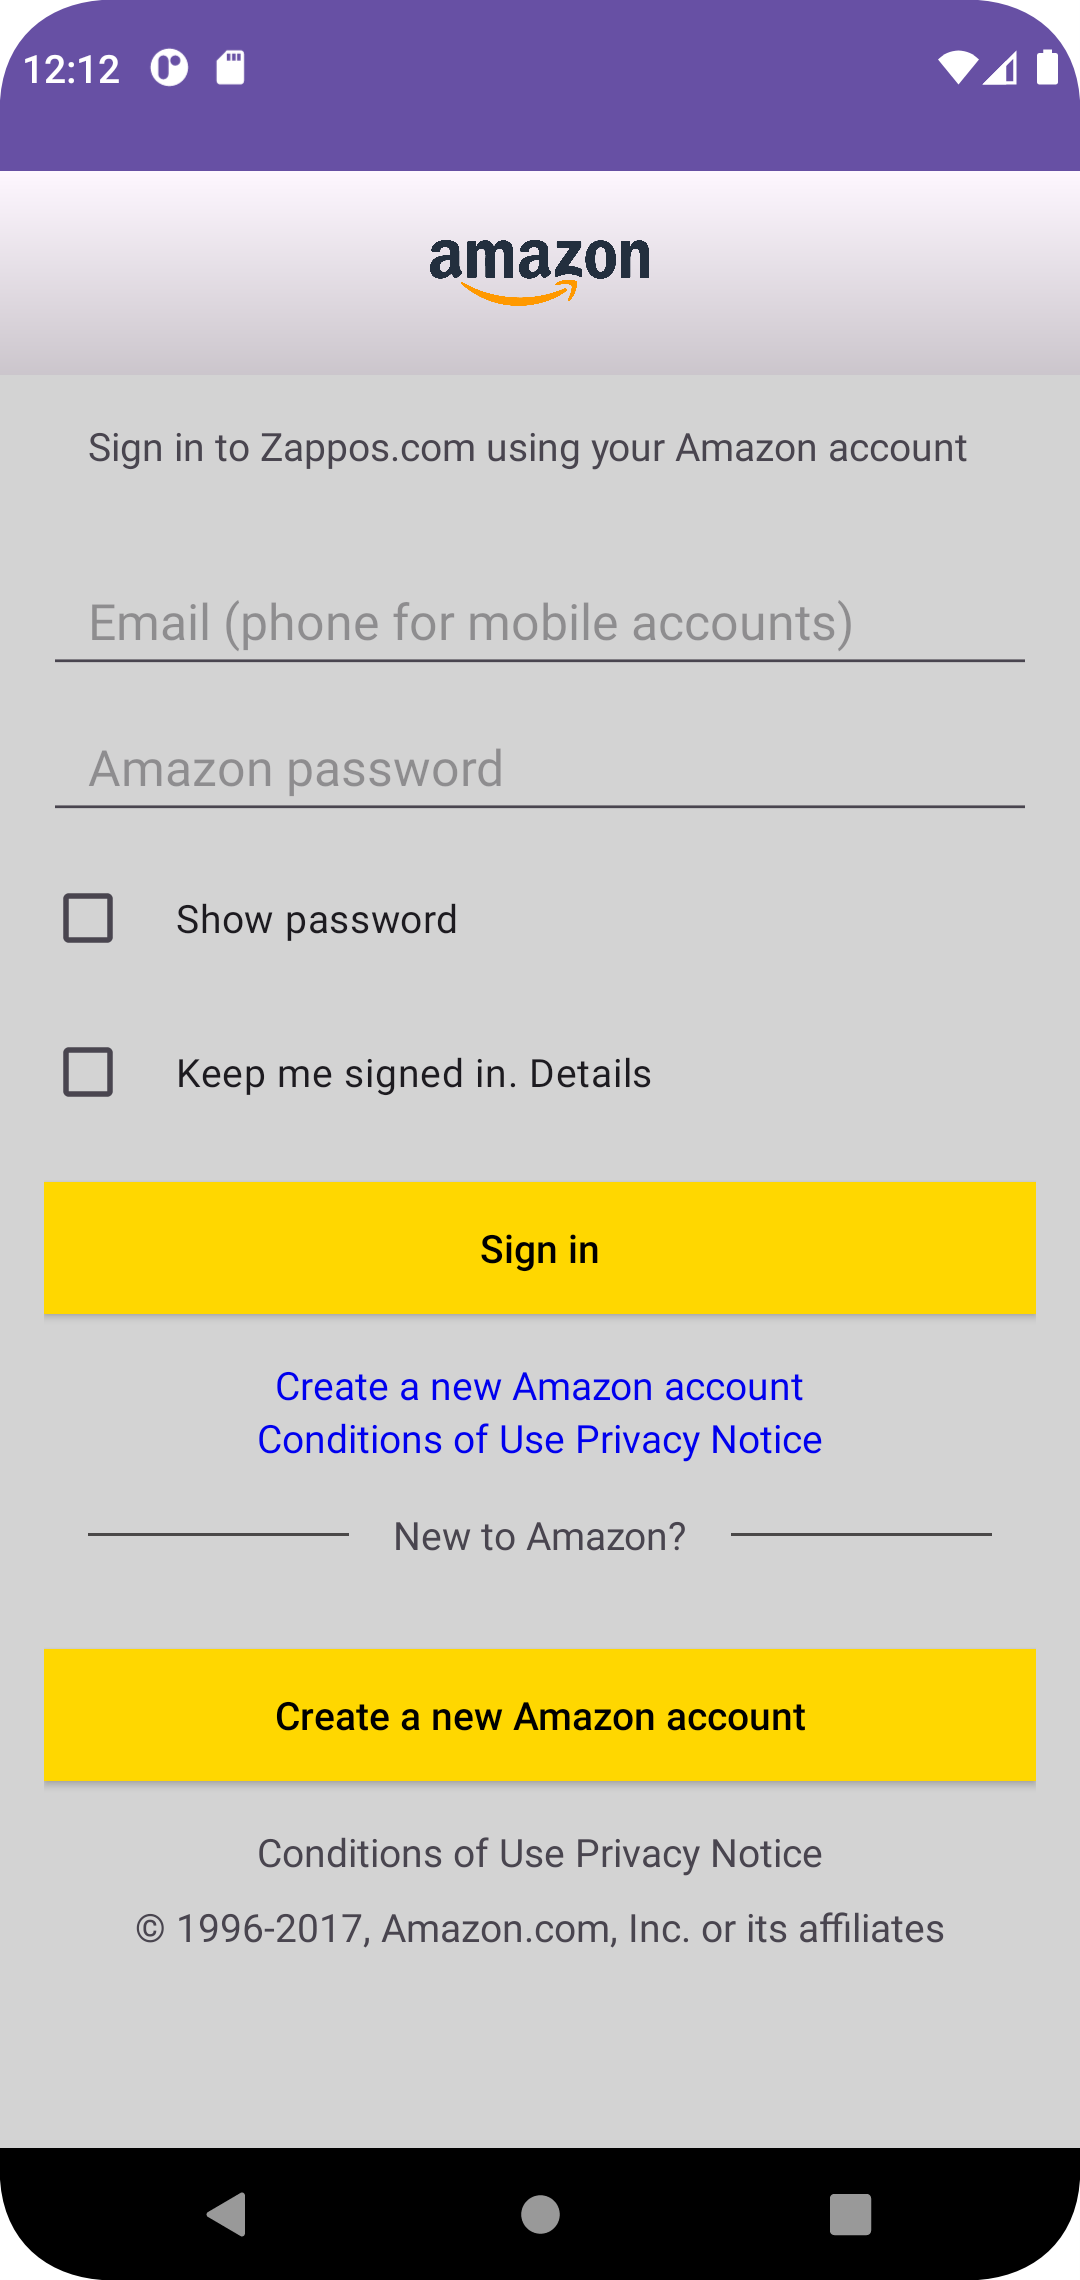 12:12
amazon
Sign in to Zappos.com using your Amazon account
Email (phone for mobile accounts)
Amazon password
Show password
Keep me signed in. Details
Sign in
Create a new Amazon account
Conditions of Use Privacy Notice
New to Amazon?
Create a new Amazon account
Conditions of Use Privacy Notice
© 1996-2017, Amazon.com, Inc. or its affiliates